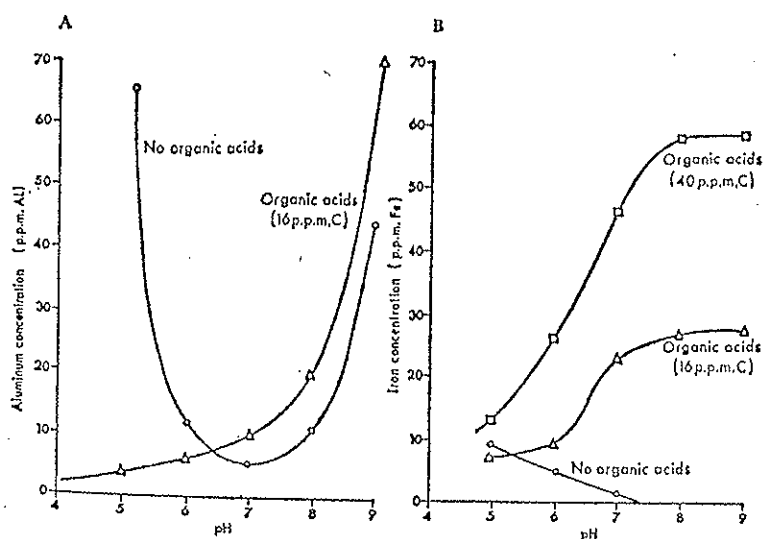 A
70
60
50
40
30
20
10
0
4
5
6
7
8
9
pH
Aluminum concentration (p.p.m. Al)
No organic acids
Organic acids
(16 p.p.m, C)
B
70
60
50
40
30
20
10
0
4
5
6
7
8
9
pH
Iron concentration (p.p.m. Fe)
Organic acids
(40 p.p.m, C)
Organic acids
(16 p.p.m, C)
No organic acids